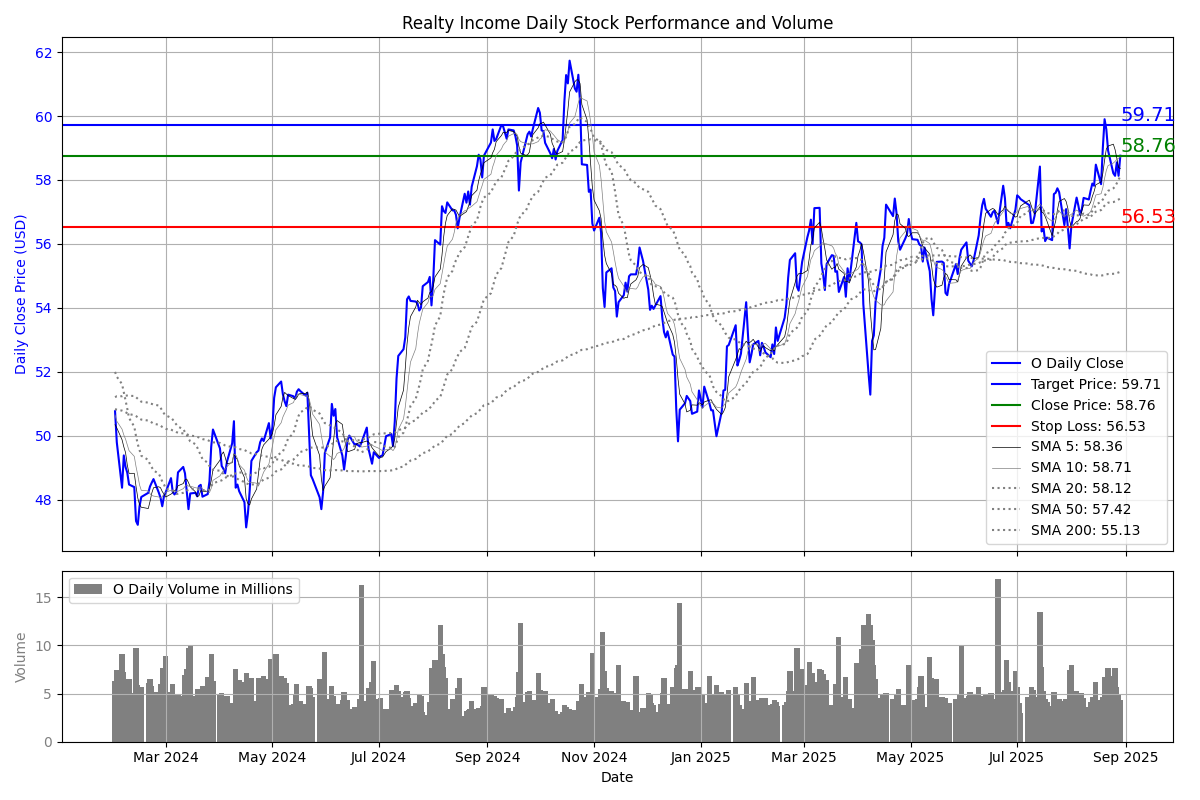 Realty Income Daily Stock Performance and Volume
62
60
58
56
54
52
50
48
Daily Close Price (USD)
59.71
58.76
56.53
O Daily Close
Target Price: 59.71
Close Price: 58.76
Stop Loss: 56.53
SMA 5: 58.36
SMA 10: 58.71
SMA 20: 58.12
SMA 50: 57.42
SMA 200: 55.13
O Daily Volume in Millions
15
10
5
0
Volume
Mar 2024
May 2024
Jul 2024
Sep 2024
Nov 2024
Jan 2025
Mar 2025
May 2025
Jul 2025
Sep 2025
Date